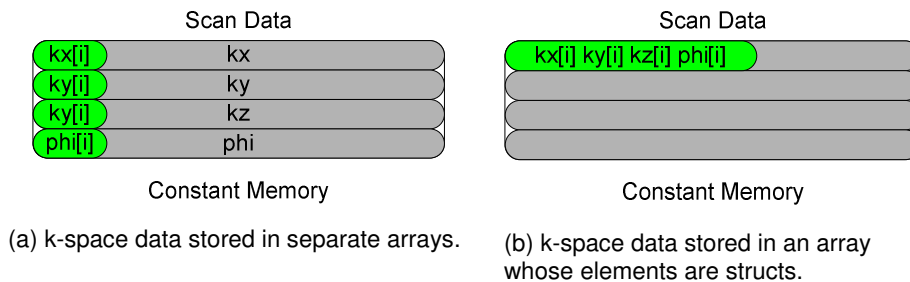 Scan Data
kx[i] kx
ky[i] ky
ky[i] kz
phi[i] phi
Constant Memory
(a) k-space data stored in separate arrays.
Scan Data
kx[i] ky[i] kz[i] phi[i]
Constant Memory
(b) k-space data stored in an array
whose elements are structs.